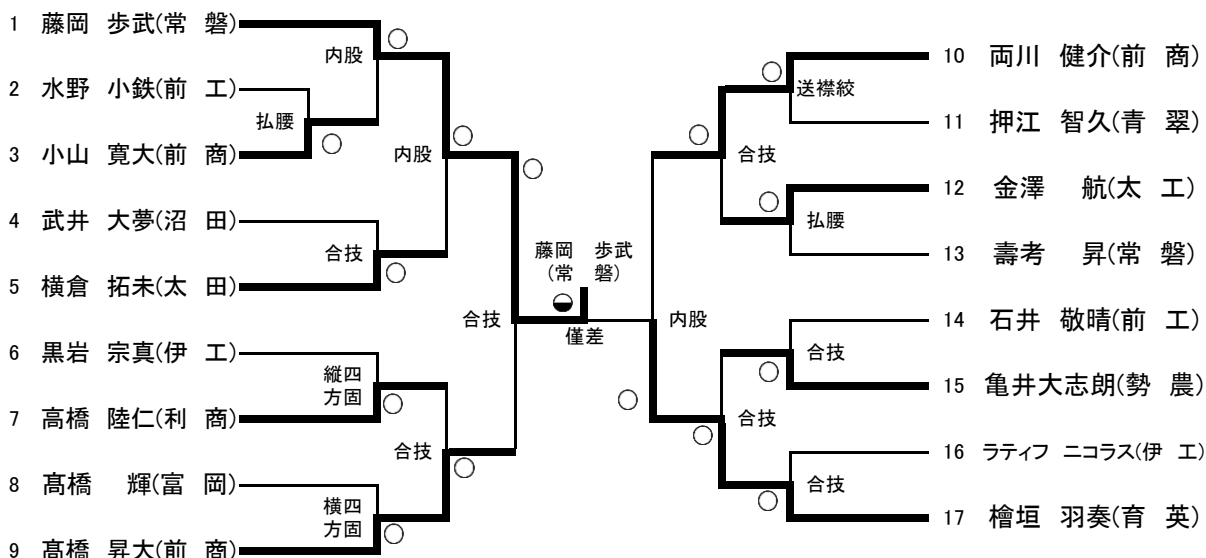 1 藤岡 歩武(常 磐)
2 水野 小鉄(前 工)
3 小山 寛大(前 商)
4 武井 大夢(沼 田)
5 横倉 拓未(太 田)
6 黒岩 宗真(伊 工)
7 高橋 陸仁(利 商)
8 髙橋 輝(富 岡)
9 髙橋 昇大(前 商)
内股
払腰
内股
合技
合技
縦四
方固
合技
横四
方固
藤岡 歩武
(常 磐)
僅差
送襟絞
合技
払腰
内股
合技
合技
合技
10 両川 健介(前 商)
11 押江 智久(青 翠)
12 金澤 航(太 工)
13 壽考 昇(常 磐)
14 石井 敬晴(前 工)
15 亀井大志朗(勢 農)
16 ラティフ ニコラス(伊 工)
17 檜垣 羽奏(育 英)